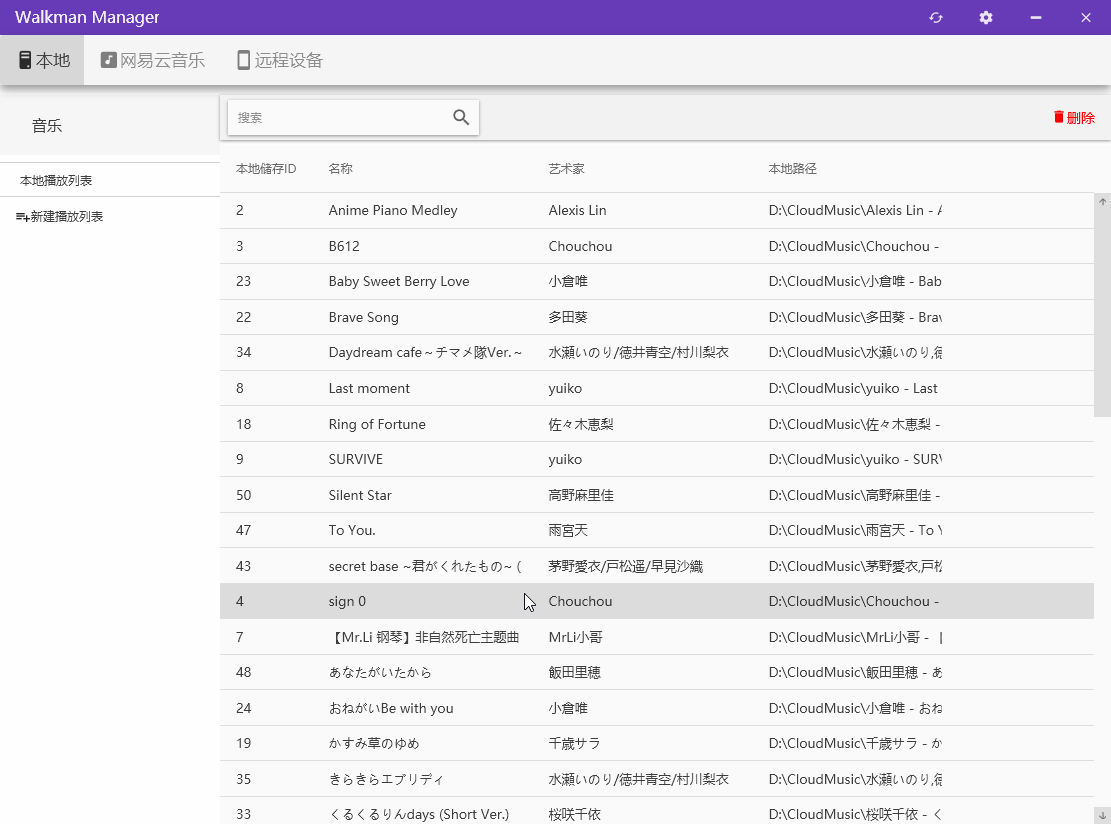 Walkman Manager
本地 网易云音乐 远程设备
音乐
搜索
删除
本地播放列表
新建播放列表
本地储存ID 名称 艺术家 本地路径
2 Anime Piano Medley Alexis Lin D:\CloudMusic\Alexis Lin - A
3 B612 Chouchou D:\CloudMusic\Chouchou -
23 Baby Sweet Berry Love 小倉唯 D:\CloudMusic\小倉唯 - Bab
22 Brave Song 多田葵 D:\CloudMusic\多田葵 - Brav
34 Daydream cafe～チマメ隊Ver.～ 水瀬いのり/徳井青空/村川梨衣 D:\CloudMusic\水瀬いのり,徳
8 Last moment yuiko D:\CloudMusic\yuiko - Last
18 Ring of Fortune 佐々木恵梨 D:\CloudMusic\佐々木恵梨 -
9 SURVIVE yuiko D:\CloudMusic\yuiko - SURV
50 Silent Star 高野麻里佳 D:\CloudMusic\高野麻里佳 -
47 To You. 雨宮天 D:\CloudMusic\雨宮天 - To Y
43 secret base ~君がくれたもの~ ( 茅野愛衣/戸松遥/早見沙織 D:\CloudMusic\茅野愛衣,戸松
4 sign 0 Chouchou D:\CloudMusic\Chouchou -
7 【Mr.Li 钢琴】非自然死亡主题曲 MrLi小哥 D:\CloudMusic\MrLi小哥 -
48 あなたがいたから 飯田里穂 D:\CloudMusic\飯田里穂 - あ
24 おねがいBe with you 小倉唯 D:\CloudMusic\小倉唯 - おね
19 かすみ草のゆめ 千歳サラ D:\CloudMusic\千歳サラ - か
35 きらきらエブリディ 水瀬いのり/徳井青空/村川梨衣 D:\CloudMusic\水瀬いのり,徳
33 くるくるりんdays (Short Ver.) 桜咲千依 D:\CloudMusic\桜咲千依 - く